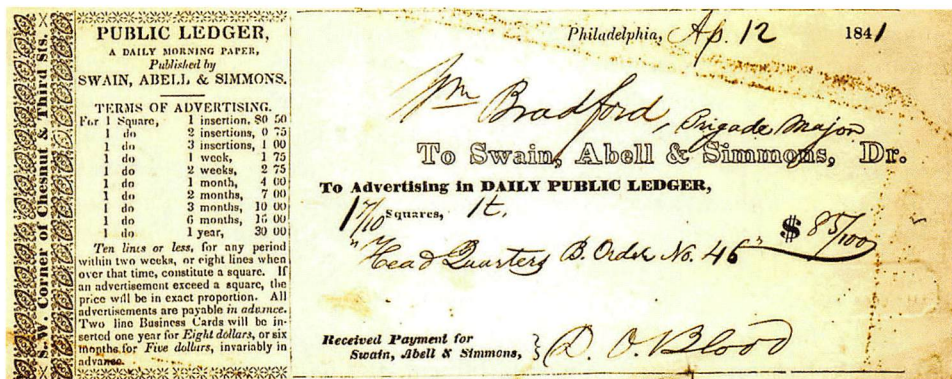 S. W. Corner of Chesnut & Third Sts.
PUBLIC LEDGER,
A DAILY MORNING PAPER,
Published by
SWAIN, ABELL & SIMMONS.
TERMS OF ADVERTISING.
For 1 Square, 1 insertion, $0 50
1 do 2 insertions, 0 75
1 do 3 insertions, 1 00
1 do 1 week, 1 75
1 do 2 weeks, 2 75
1 do 1 month, 4 00
1 do 2 months, 7 00
1 do 3 months, 10 00
1 do 6 months, 16 00
1 do 1 year, 30 00
Ten lines or less, for any period
within two weeks, or eight lines when
over that time, constitute a square. If
an advertisement exceed a square, the
price will be in exact proportion. All
advertisements are payable in advance.
Two line Business Cards will be in-
serted one year for Eight dollars, or six
months for Five dollars, invariably in
advance.
Philadelphia, Ap. 12 1841
Wm Bradford, Brigade Major
To Swain, Abell & Simmons, Dr.
To Advertising in DAILY PUBLIC LEDGER,
1 7/10 Squares, 1t.
"Head Quarters B. Order No. 46" $ 85/100
Received Payment for
Swain, Abell & Simmons, } D. O. Blood